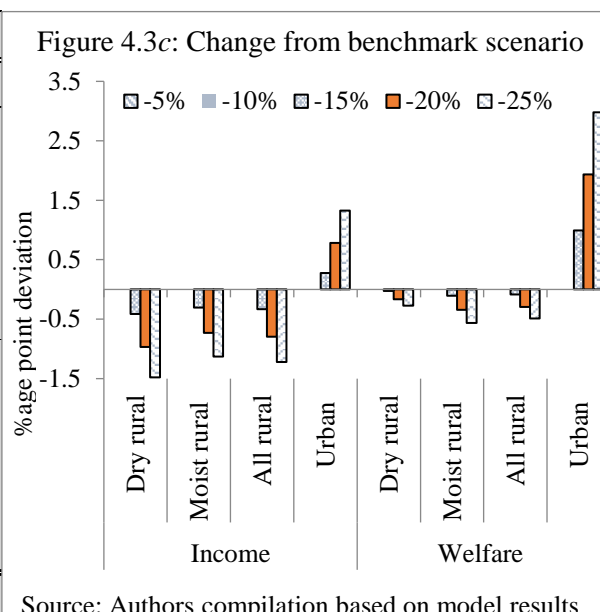 Figure 4.3c: Change from benchmark scenario
3.5
-5% -10% -15% -20% -25%
2.5
1.5
0.5
-0.5
-1.5
%age point deviation
Dry rural
Moist rural
All rural
Urban
Dry rural
Moist rural
All rural
Urban
Income Welfare
Source: Authors compilation based on model results